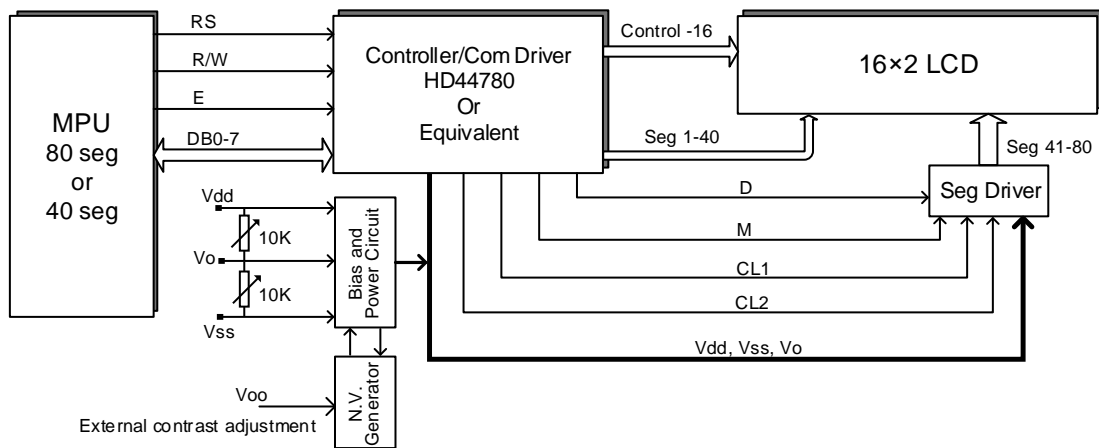 MPU
80 seg
or
40 seg
RS
R/W
E
DB0-7
Controller/Com Driver
HD44780
Or
Equivalent
Control -16
Seg 1-40
16×2 LCD
Seg 41-80
Seg Driver
D
M
CL1
CL2
Vdd, Vss, Vo
Vdd
10K
Vo
10K
Vss
Bias and
Power Circuit
N.V.
Generator
Voo
External contrast adjustment